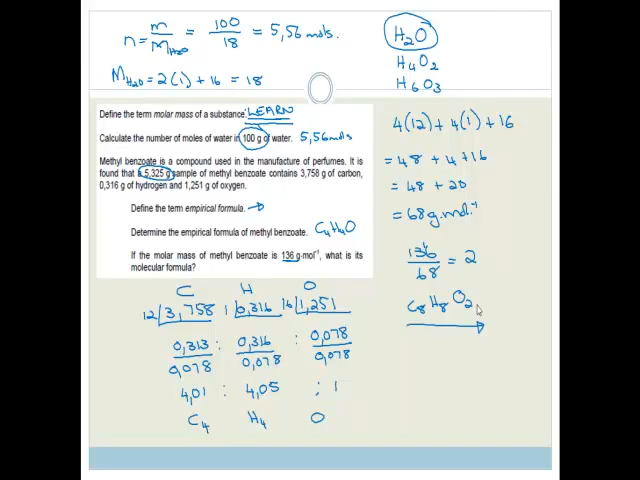 n = m/M_H2O = 100/18 = 5,56 mols.
M_H2O = 2(1) + 16 = 18
H2O
H4O2
H6O3
Define the term molar mass of a substance. LEARN
Calculate the number of moles of water in 100 g of water. 5,56mols
Methyl benzoate is a compound used in the manufacture of perfumes. It is
found that a 5,325 g sample of methyl benzoate contains 3,758 g of carbon,
0,316 g of hydrogen and 1,251 g of oxygen.
Define the term empirical formula. →
Determine the empirical formula of methyl benzoate. C4H4O
If the molar mass of methyl benzoate is 136 g·mol⁻¹, what is its
molecular formula?
C H O
12/3,758 1/0,316 16/1,251
0,313/0,078 : 0,316/0,078 : 0,078/0,078
4,01 : 4,05 ; 1
C4 H4 O
4(12) + 4(1) + 16
= 48 + 4 + 16
= 48 + 20
= 68 g.mol⁻¹
136/68 = 2
C8 H8 O2